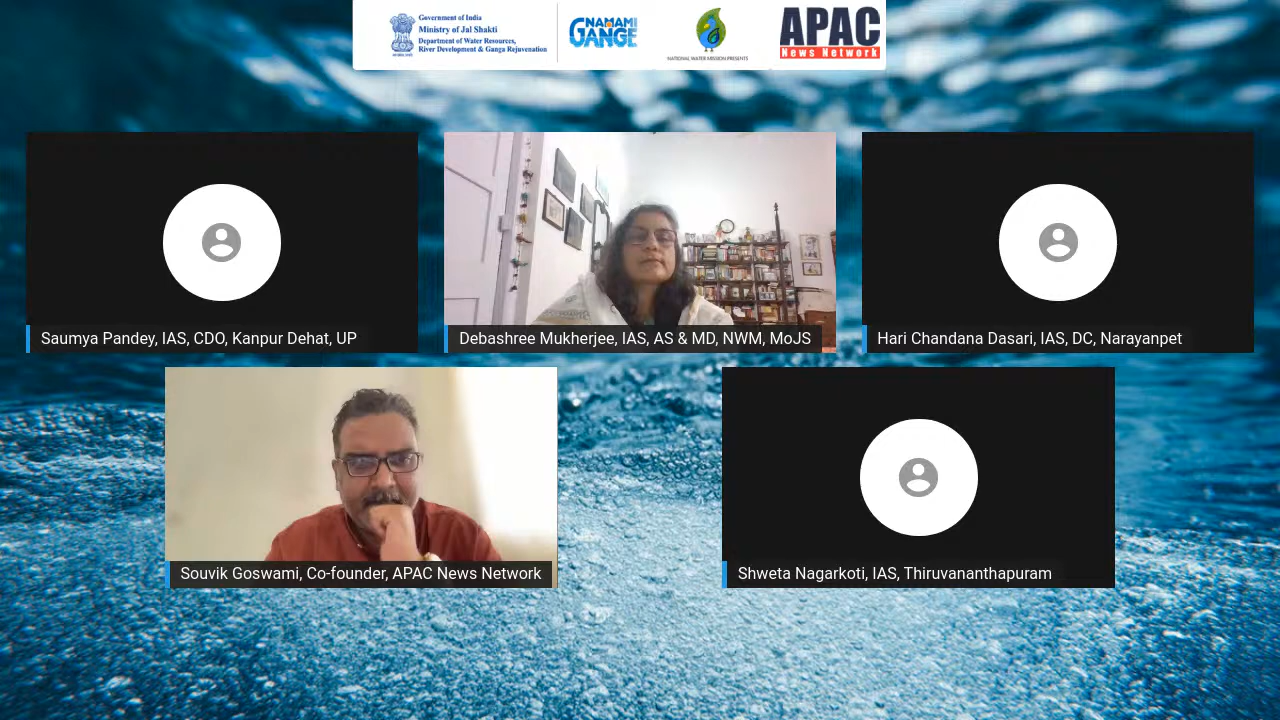 Government of India
Ministry of Jal Shakti
Department of Water Resources,
River Development & Ganga Rejuvenation
NAMAMI
GANGE
NATIONAL WATER MISSION PRESENTS
APAC
News Network
Saumya Pandey, IAS, CDO, Kanpur Dehat, UP
Debashree Mukherjee, IAS, AS & MD, NWM, MoJS
Hari Chandana Dasari, IAS, DC, Narayanpet
Souvik Goswami, Co-founder, APAC News Network
Shweta Nagarkoti, IAS, Thiruvananthapuram